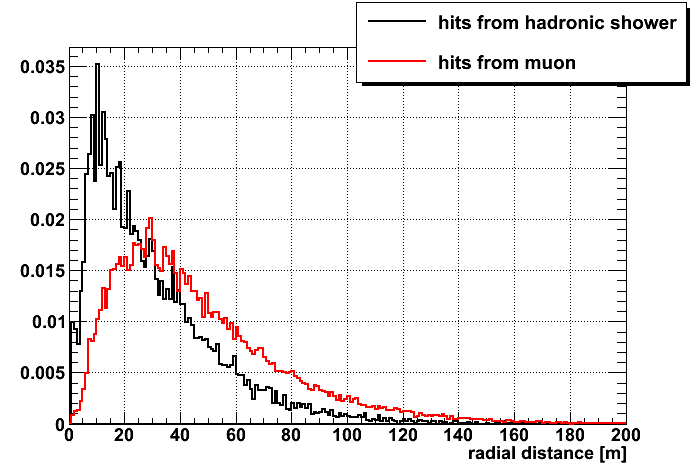 hits from hadronic shower
hits from muon
0.035
0.03
0.025
0.02
0.015
0.01
0.005
0
0 20 40 60 80 100 120 140 160 180 200
radial distance [m]